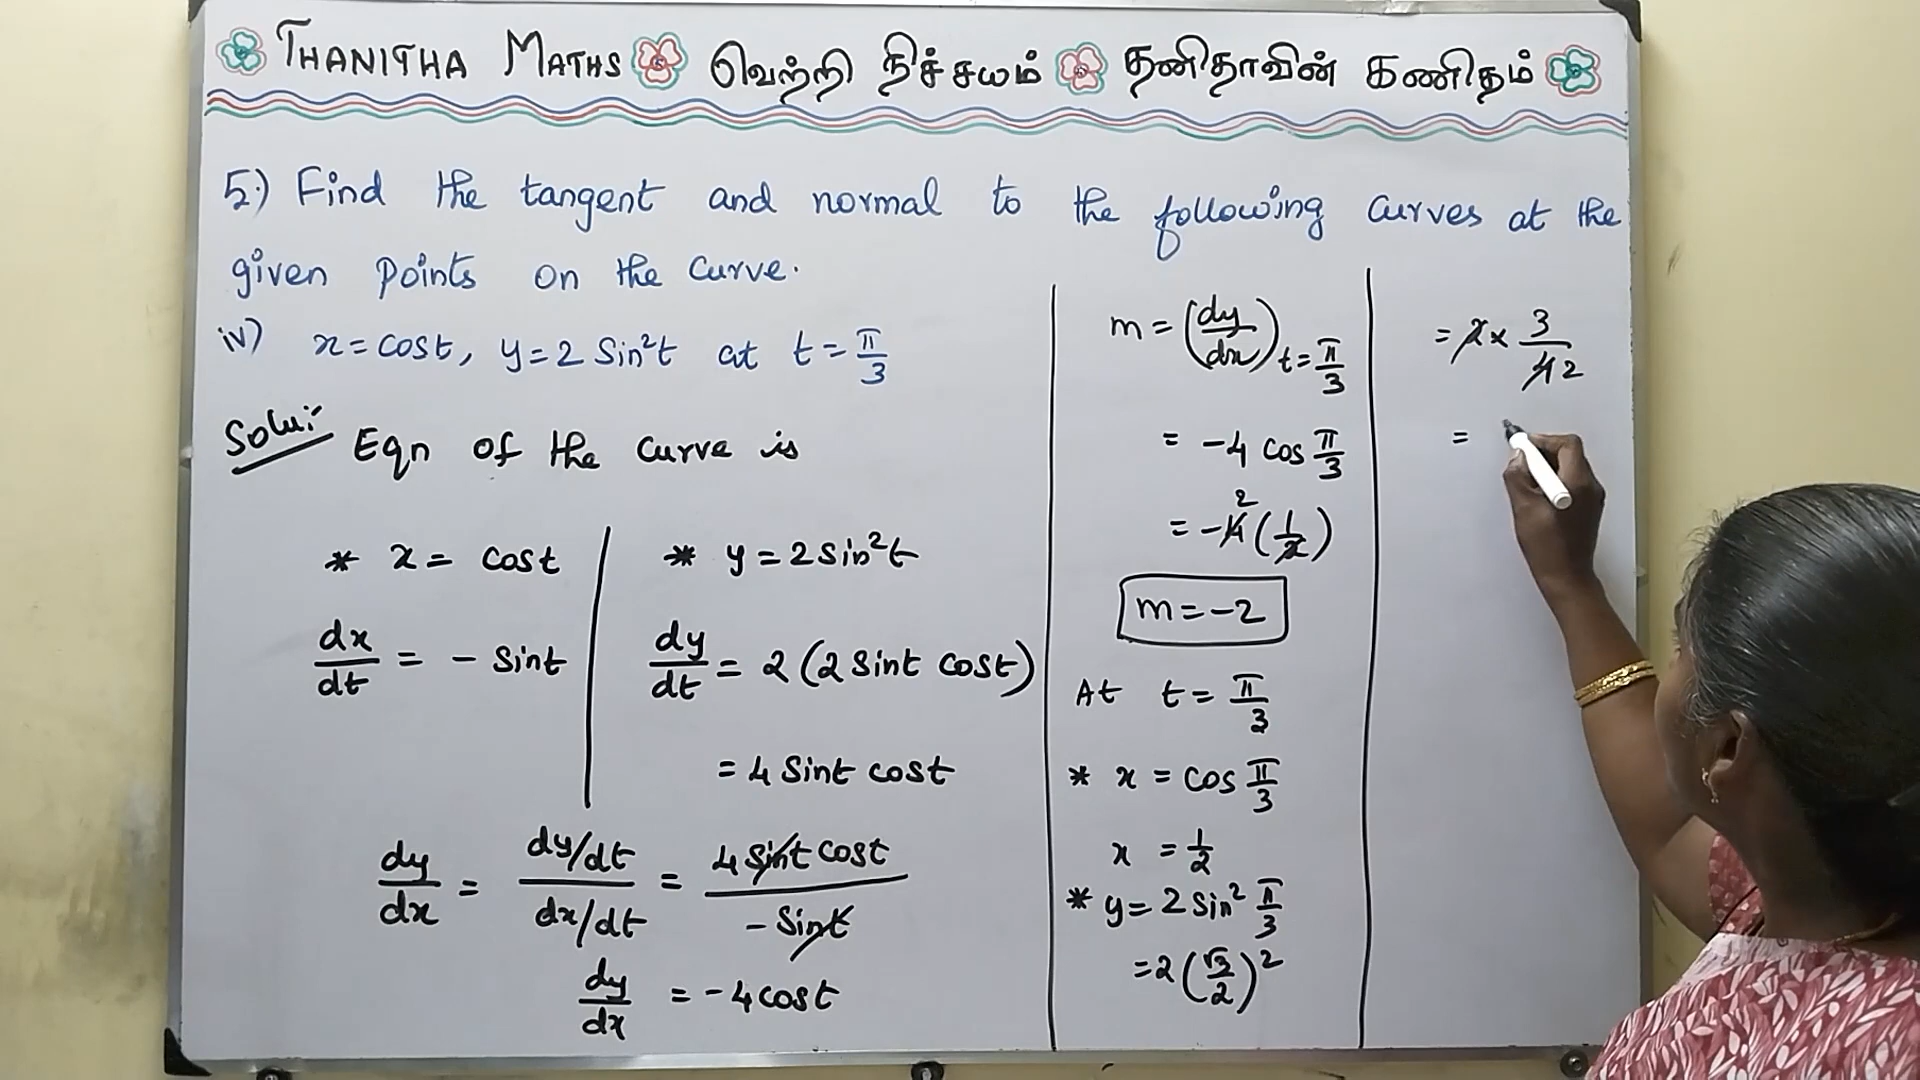 THANITHA MATHS வெற்றி நிச்சயம் தனிதாவின் கணிதம்
5.) Find the tangent and normal to the following curves at the
given points on the curve.
iv) x = cost, y = 2 Sin²t at t = π/3
Solu:- Eqn of the curve is
* x = cost
dx/dt = - Sint
* y = 2 Sin²t
dy/dt = 2 (2 Sint cost)
= 4 Sint cost
dy/dx = (dy/dt)/(dx/dt) = (4 Sint cost)/(- Sint)
dy/dx = - 4 cost
m = (dy/dx) t = π/3
= - 4 cos π/3
= - 4 2 (1/2)
m = - 2
At t = π/3
* x = cos π/3
x = 1/2
* y = 2 Sin² π/3
= 2 (√3/2)²
= 2 × 3/4 2
=